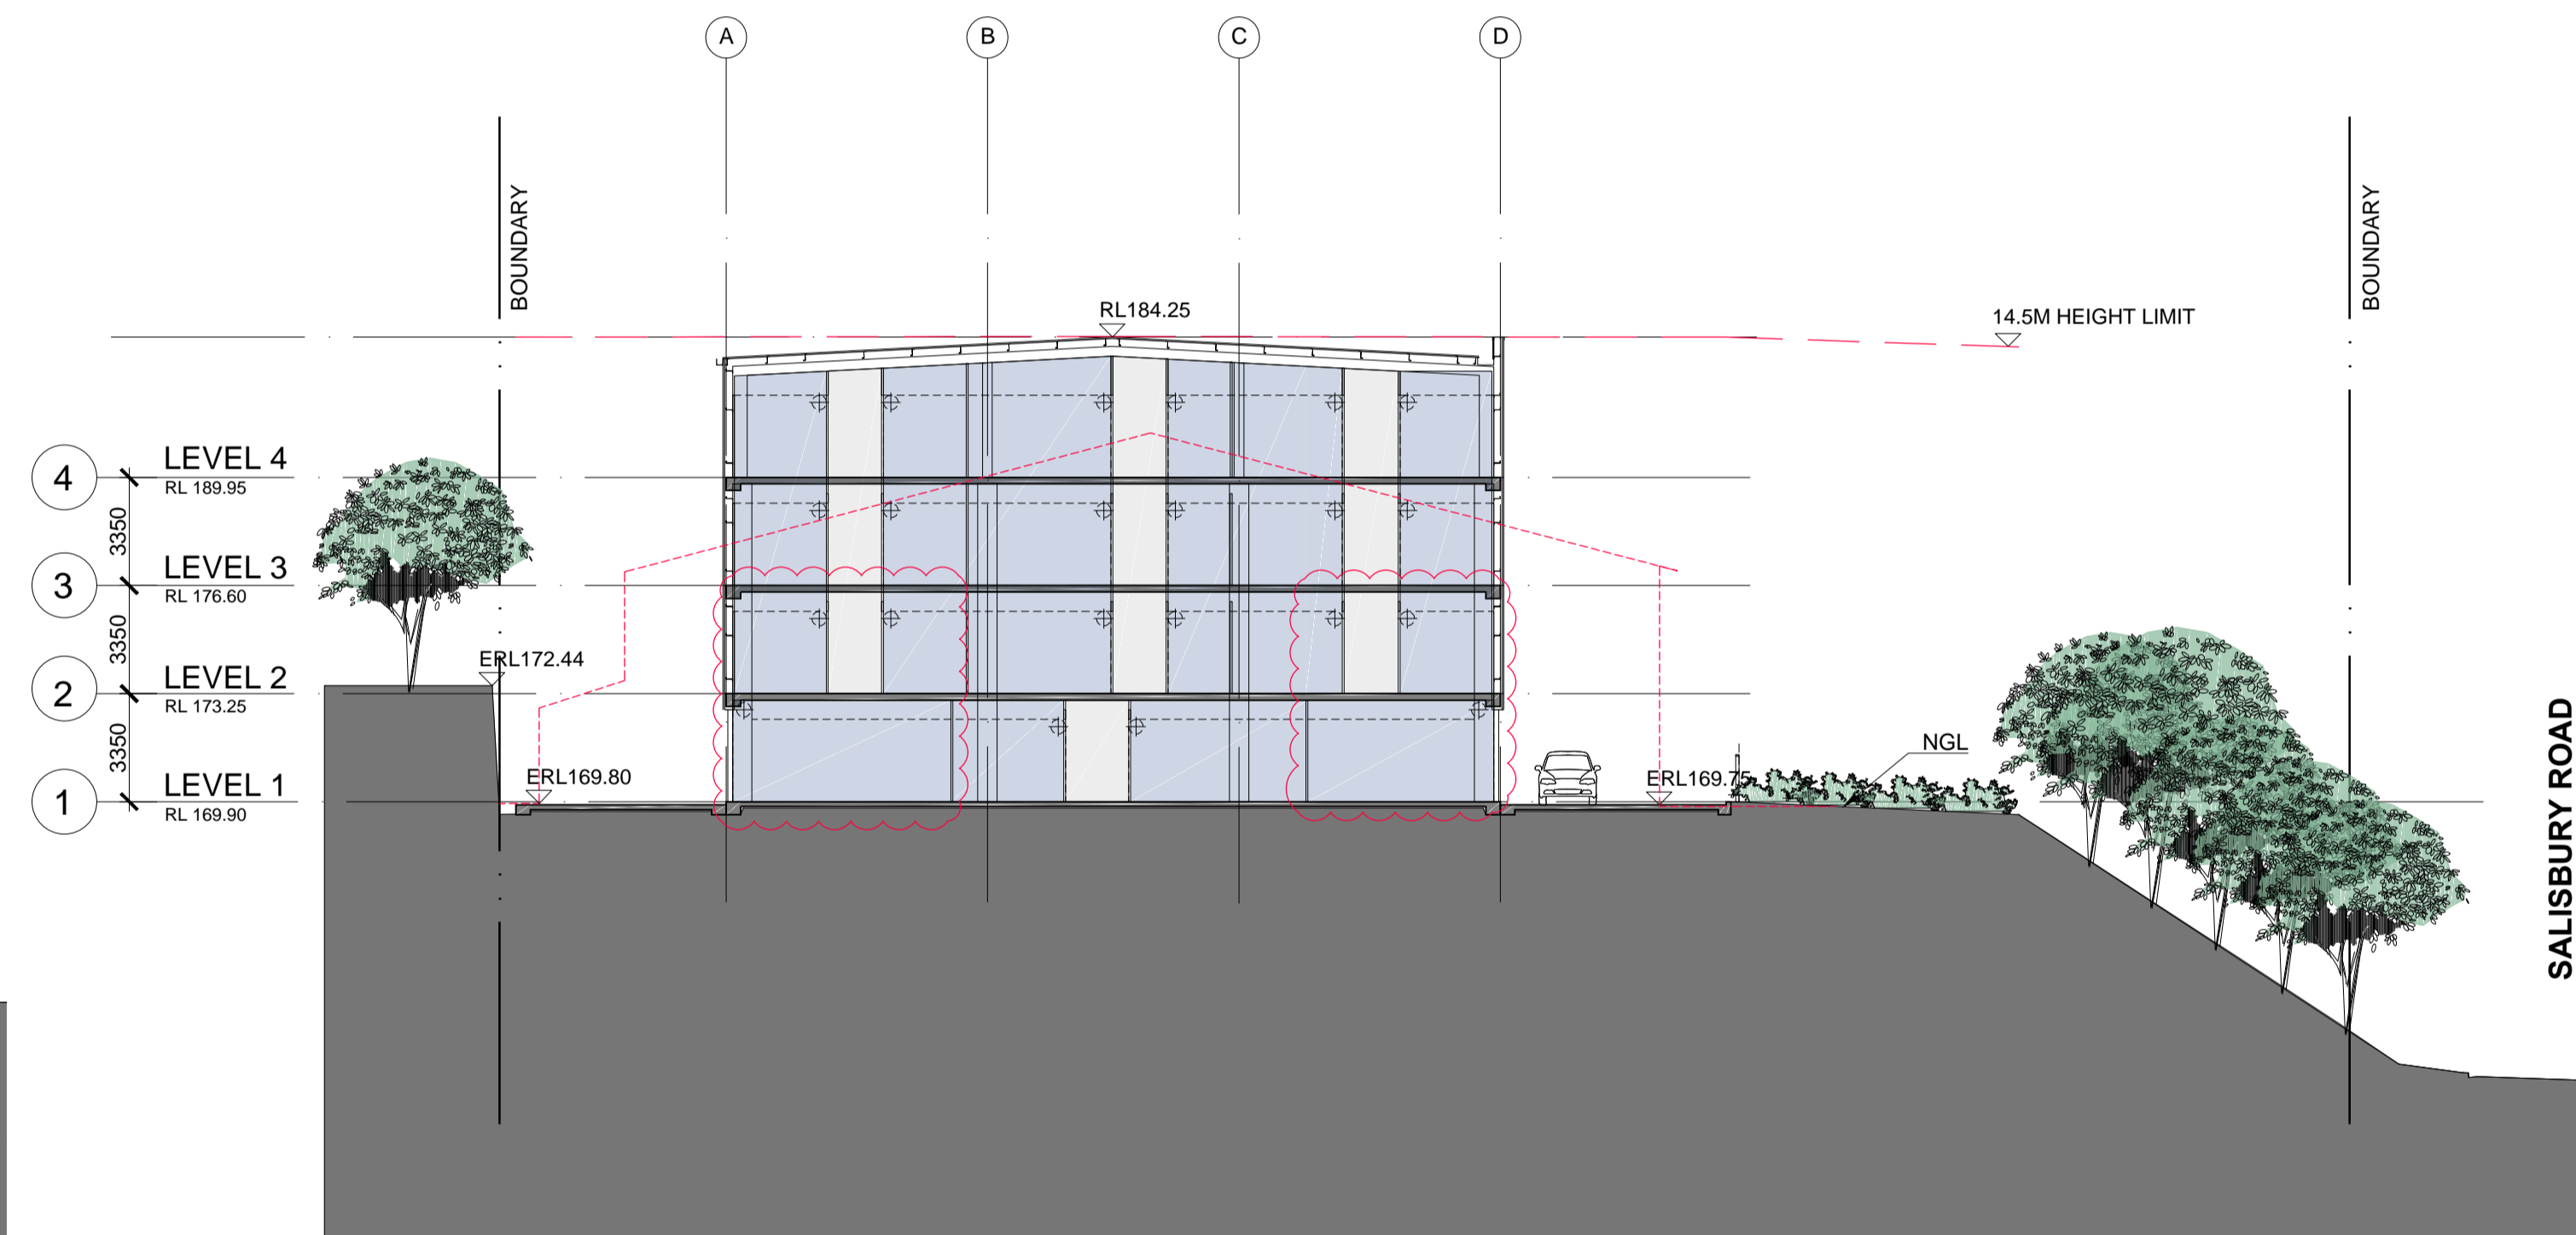 A
B
C
D
BOUNDARY
BOUNDARY
RL184.25
14.5M HEIGHT LIMIT
4
LEVEL 4
RL 189.95
3350
3
LEVEL 3
RL 176.60
3350
ERL172.44
2
LEVEL 2
RL 173.25
3350
NGL
1
LEVEL 1
RL 169.90
ERL169.80
ERL169.75
SALISBURY ROAD